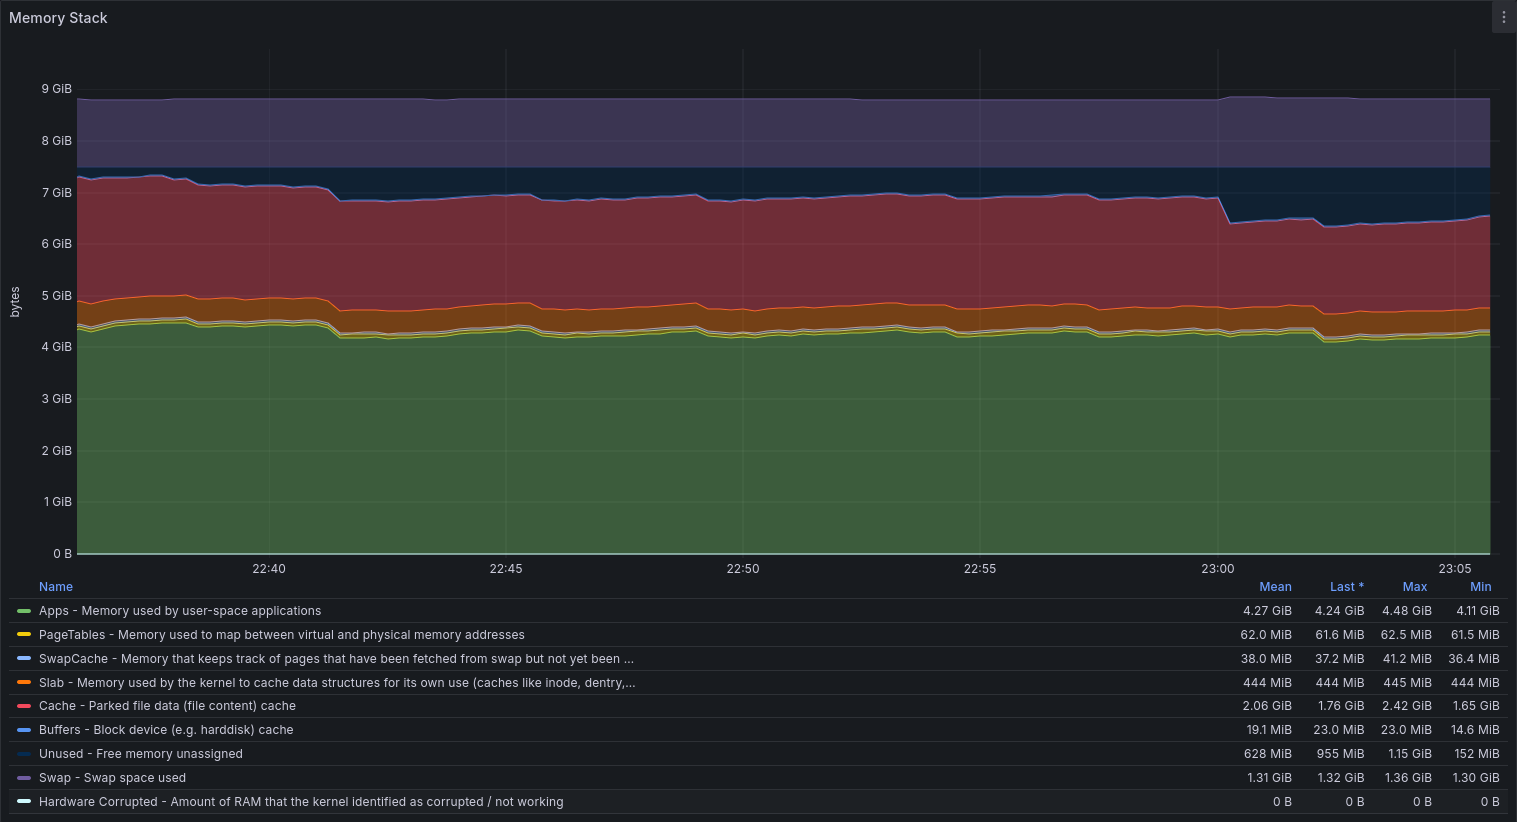 Memory Stack
bytes
9 GiB
8 GiB
7 GiB
6 GiB
5 GiB
4 GiB
3 GiB
2 GiB
1 GiB
0 B
22:40 22:45 22:50 22:55 23:00 23:05
Name Mean Last * Max Min
Apps - Memory used by user-space applications 4.27 GiB 4.24 GiB 4.48 GiB 4.11 GiB
PageTables - Memory used to map between virtual and physical memory addresses 62.0 MiB 61.6 MiB 62.5 MiB 61.5 MiB
SwapCache - Memory that keeps track of pages that have been fetched from swap but not yet been ... 38.0 MiB 37.2 MiB 41.2 MiB 36.4 MiB
Slab - Memory used by the kernel to cache data structures for its own use (caches like inode, dentry,... 444 MiB 444 MiB 445 MiB 444 MiB
Cache - Parked file data (file content) cache 2.06 GiB 1.76 GiB 2.42 GiB 1.65 GiB
Buffers - Block device (e.g. harddisk) cache 19.1 MiB 23.0 MiB 23.0 MiB 14.6 MiB
Unused - Free memory unassigned 628 MiB 955 MiB 1.15 GiB 152 MiB
Swap - Swap space used 1.31 GiB 1.32 GiB 1.36 GiB 1.30 GiB
Hardware Corrupted - Amount of RAM that the kernel identified as corrupted / not working 0 B 0 B 0 B 0 B